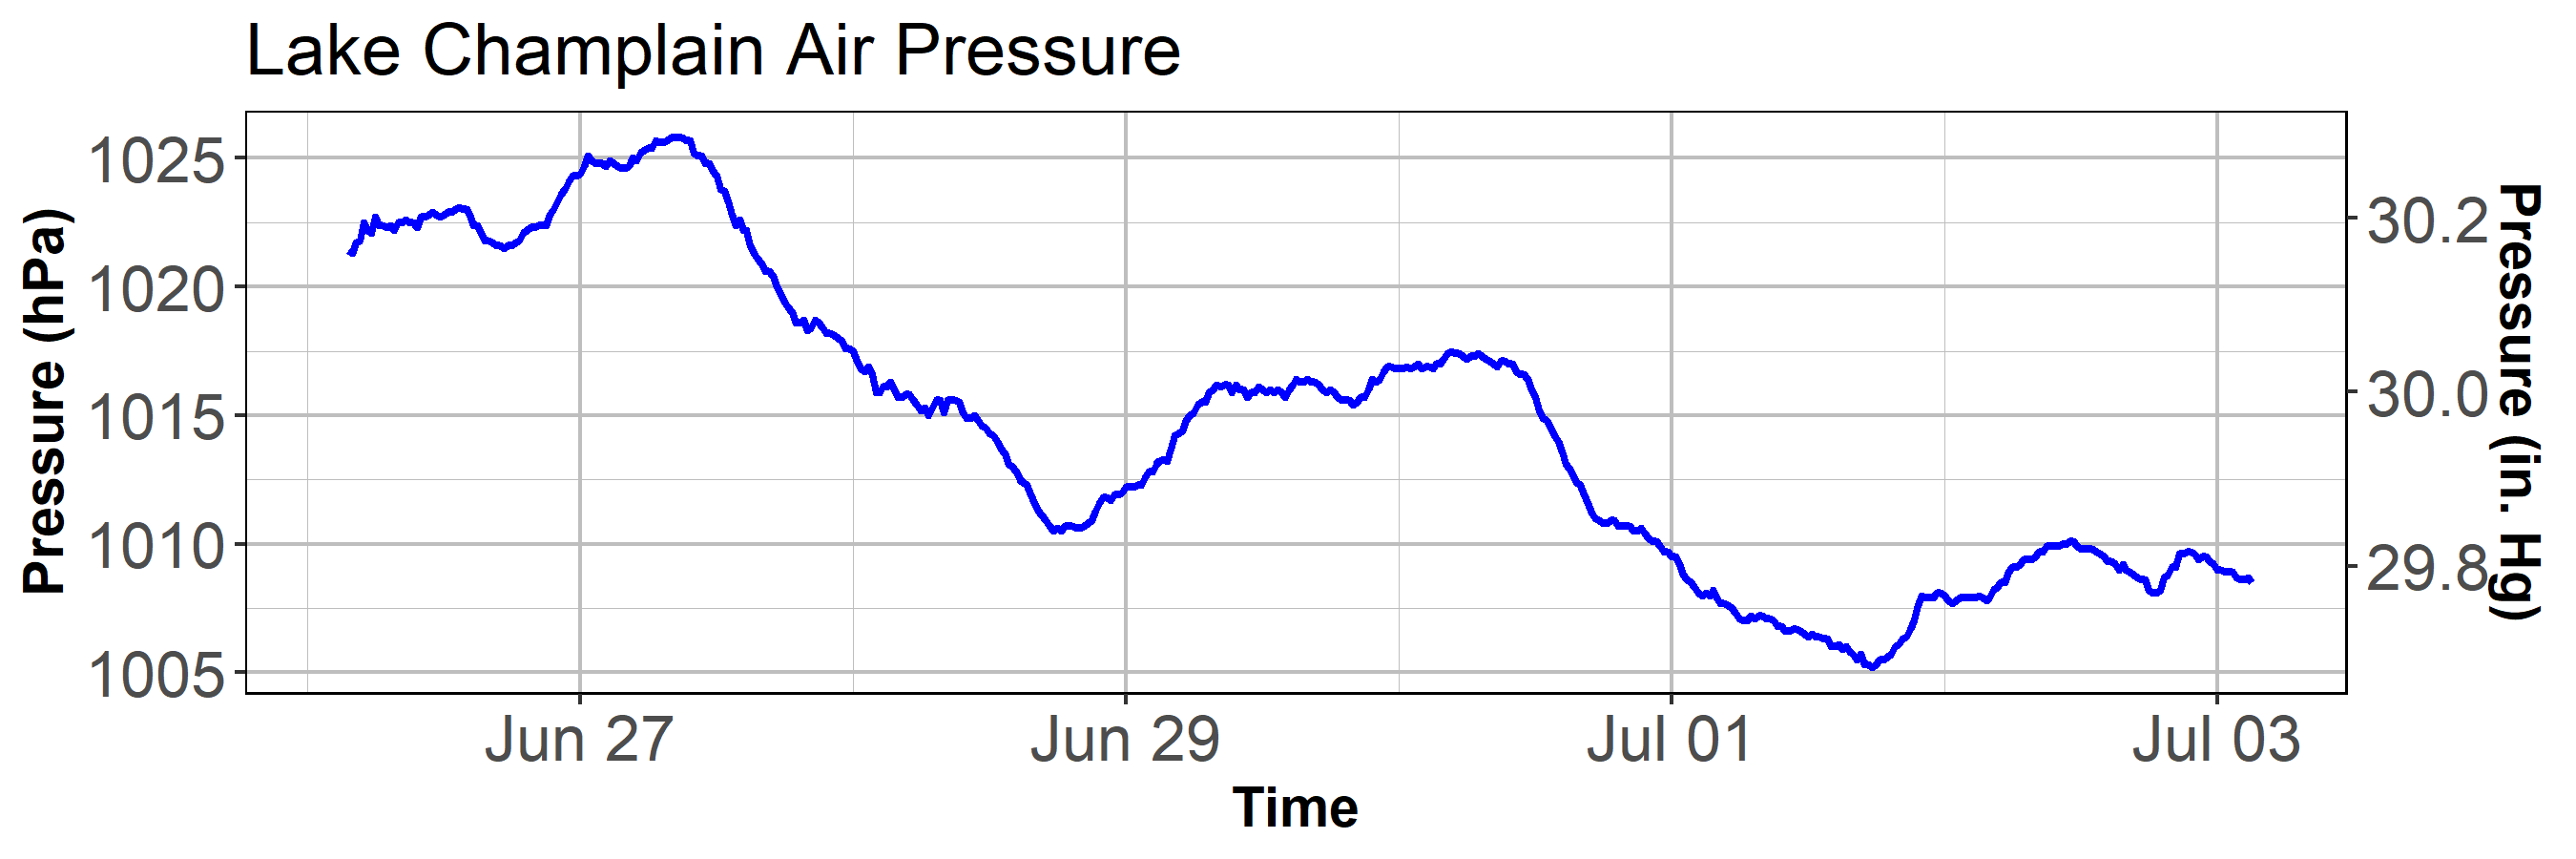 Lake Champlain Air Pressure
1025
1020
1015
1010
1005
Pressure (hPa)
30.2
30.0
29.8
Pressure (in. Hg)
Jun 27
Jun 29
Jul 01
Jul 03
Time